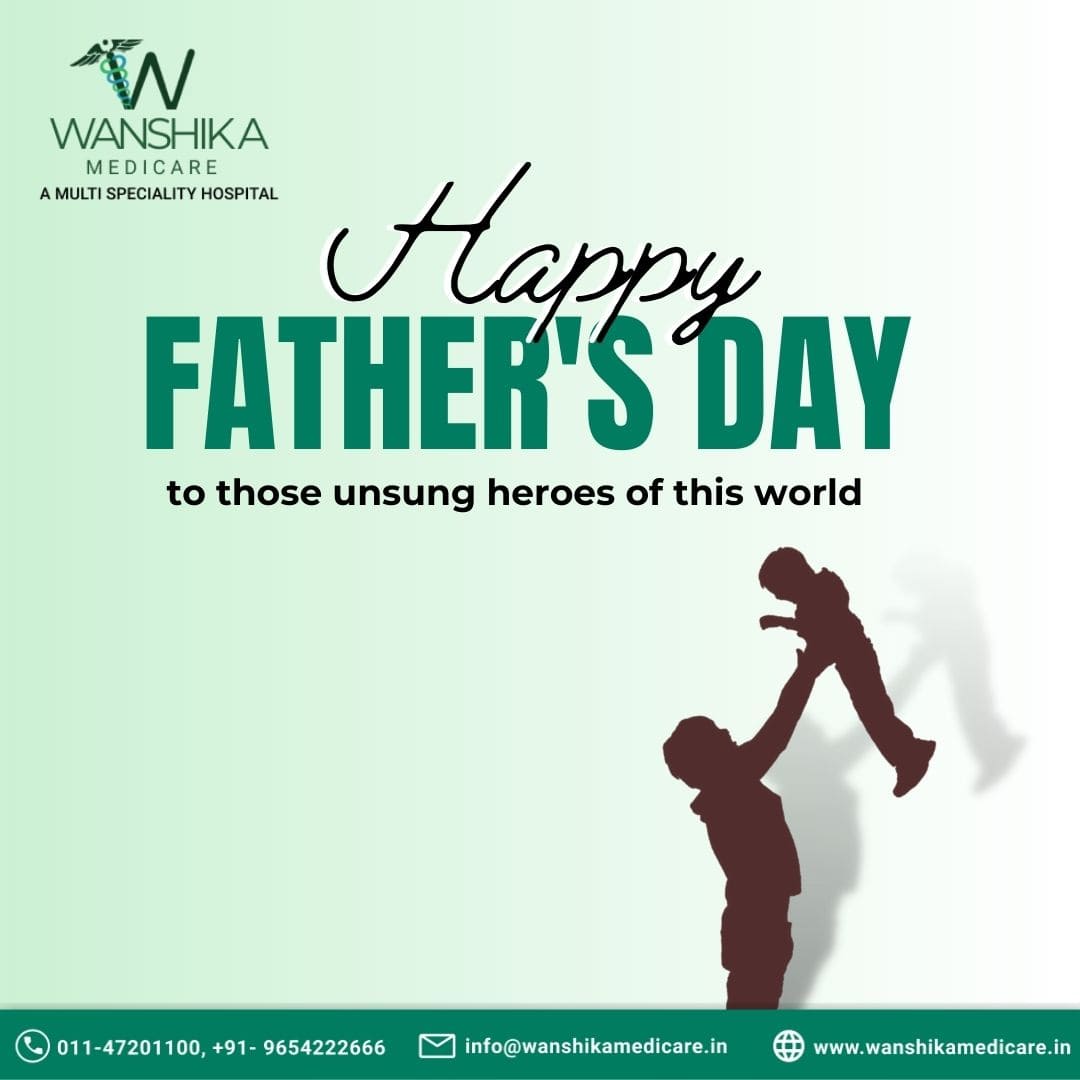 WANSHIKA
MEDICARE
A MULTI SPECIALITY HOSPITAL
Happy
FATHER'S DAY
to those unsung heroes of this world
011-47201100, +91- 9654222666 info@wanshikamedicare.in www.wanshikamedicare.in